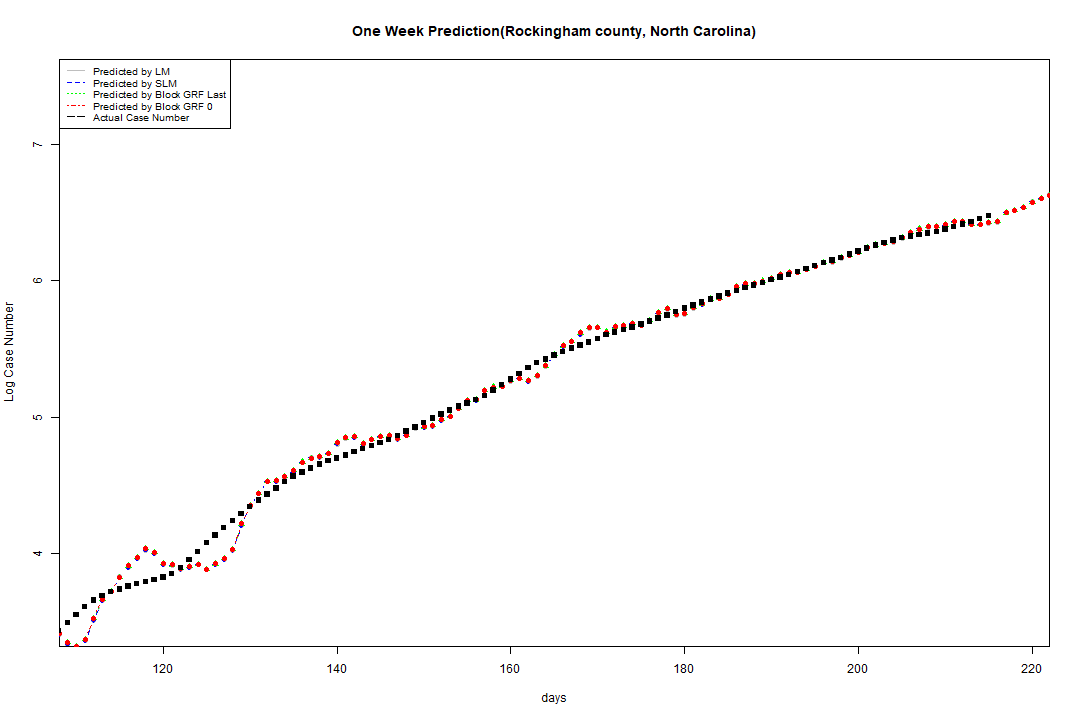 One Week Prediction(Rockingham county, North Carolina)
Predicted by LM
Predicted by SLM
Predicted by Block GRF Last
Predicted by Block GRF 0
Actual Case Number
7
6
5
4
Log Case Number
120 140 160 180 200 220
days